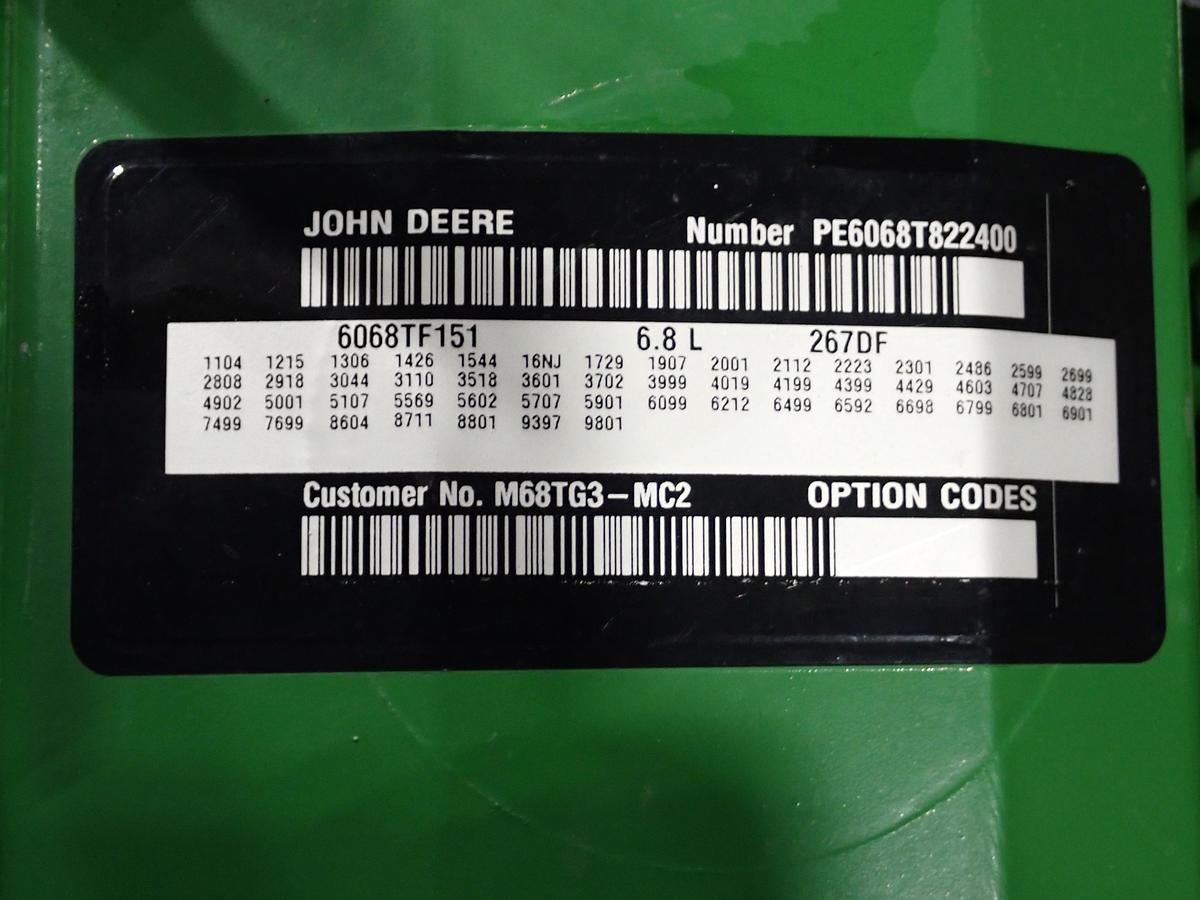 JOHN DEERE Number PE6068T822400
6068TF151 6.8 L 267DF
1104 1215 1306 1426 1544 16NJ 1729 1907 2001 2112 2223 2301 2486 2599 2699
2808 2918 3044 3110 3518 3601 3702 3999 4019 4199 4399 4429 4603 4707 4828
4902 5001 5107 5569 5602 5707 5901 6099 6212 6499 6592 6698 6799 6801 6901
7499 7699 8604 8711 8801 9397 9801
Customer No. M68TG3-MC2 OPTION CODES